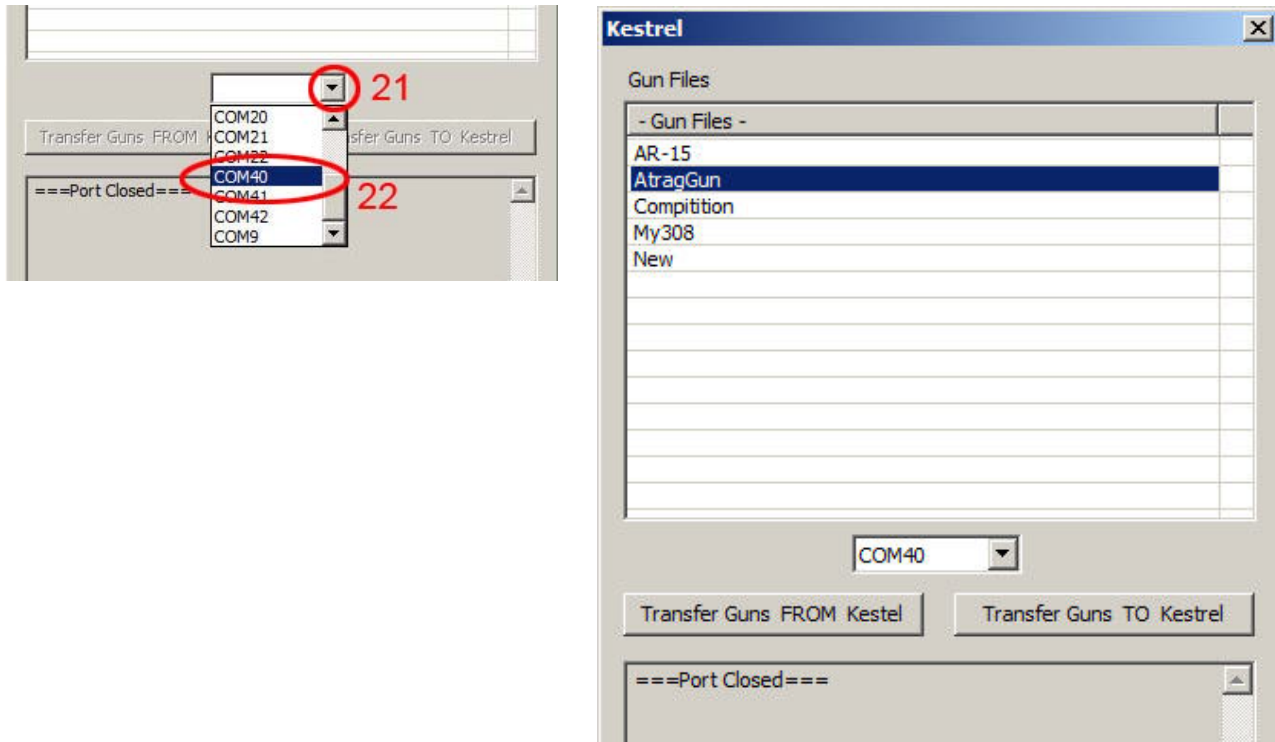 21
COM20
COM21
COM22
COM40
COM41
COM42
COM9
Transfer Guns FROM
sfer Guns TO Kestrel
22
===Port Closed===
Kestrel
Gun Files
- Gun Files -
AR-15
AtragGun
Compitition
My308
New
COM40
Transfer Guns FROM Kestel
Transfer Guns TO Kestrel
===Port Closed===